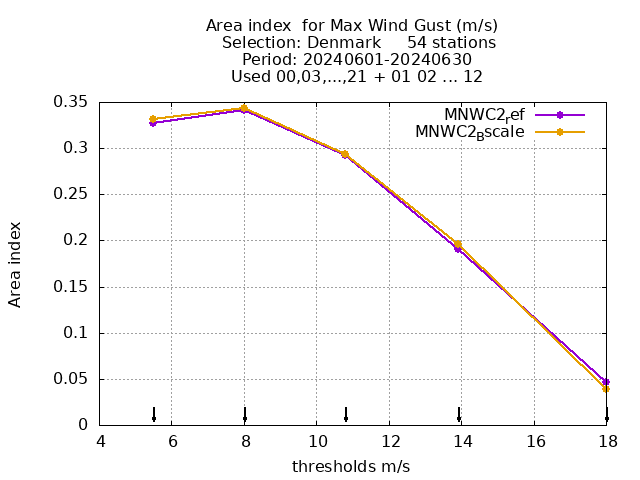 Area index  for Max Wind Gust (m/s)
Selection: Denmark     54 stations
Period: 20240601-20240630
Used 00,03,...,21 + 01 02 ... 12
MNWC2_ref
MNWC2_Bscale
Area index
0.35
0.3
0.25
0.2
0.15
0.1
0.05
0
4 6 8 10 12 14 16 18
thresholds m/s